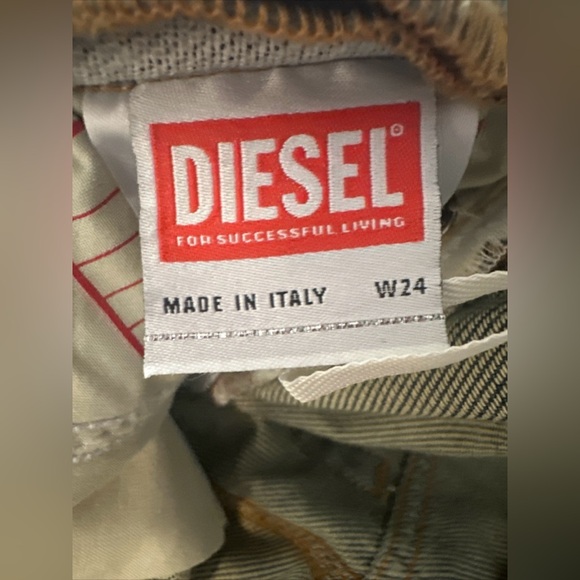 DIESEL®
FOR SUCCESSFUL LIVING
MADE IN ITALY W24